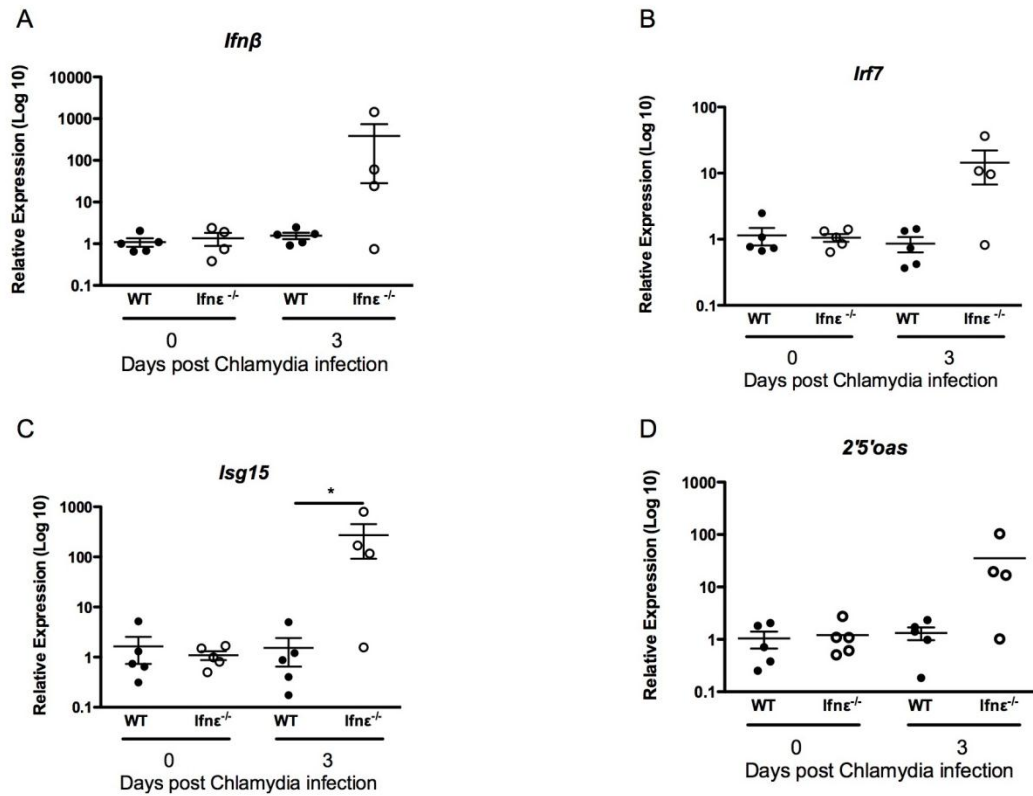 A
Ifnβ
Relative Expression (Log 10)
10000
1000
100
10
1
0.1
WT Ifnε -/- WT Ifnε -/-
0 3
Days post Chlamydia infection
B
Irf7
Relative Expression (Log 10)
100
10
1
0.1
WT Ifnε -/- WT Ifnε -/-
0 3
Days post Chlamydia infection
C
Isg15
*
Relative Expression (Log 10)
1000
100
10
1
0.1
WT Ifnε-/- WT Ifnε-/-
0 3
Days post Chlamydia infection
D
2'5'oas
Relative Expression (Log 10)
1000
100
10
1
0.1
WT Ifnε-/- WT Ifnε-/-
0 3
Days post Chlamydia infection